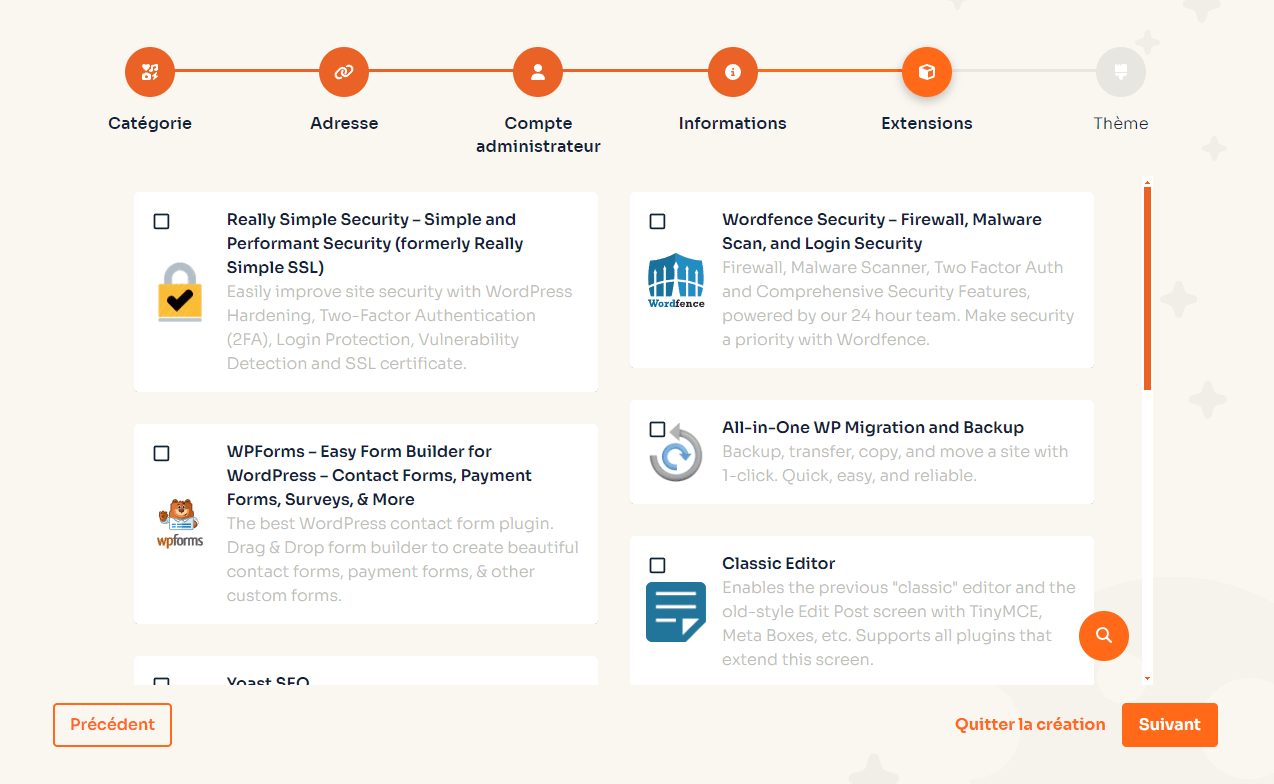 Catégorie
Adresse
Compte
administrateur
Informations
Extensions
Thème
Really Simple Security – Simple and
Performant Security (formerly Really
Simple SSL)
Easily improve site security with WordPress
Hardening, Two-Factor Authentication
(2FA), Login Protection, Vulnerability
Detection and SSL certificate.
Wordfence
Wordfence Security – Firewall, Malware
Scan, and Login Security
Firewall, Malware Scanner, Two Factor Auth
and Comprehensive Security Features,
powered by our 24 hour team. Make security
a priority with Wordfence.
wpforms
WPForms – Easy Form Builder for
WordPress – Contact Forms, Payment
Forms, Surveys, & More
The best WordPress contact form plugin.
Drag & Drop form builder to create beautiful
contact forms, payment forms, & other
custom forms.
All-in-One WP Migration and Backup
Backup, transfer, copy, and move a site with
1-click. Quick, easy, and reliable.
Classic Editor
Enables the previous "classic" editor and the
old-style Edit Post screen with TinyMCE,
Meta Boxes, etc. Supports all plugins that
extend this screen.
Yoast SEO
Précédent
Quitter la création
Suivant